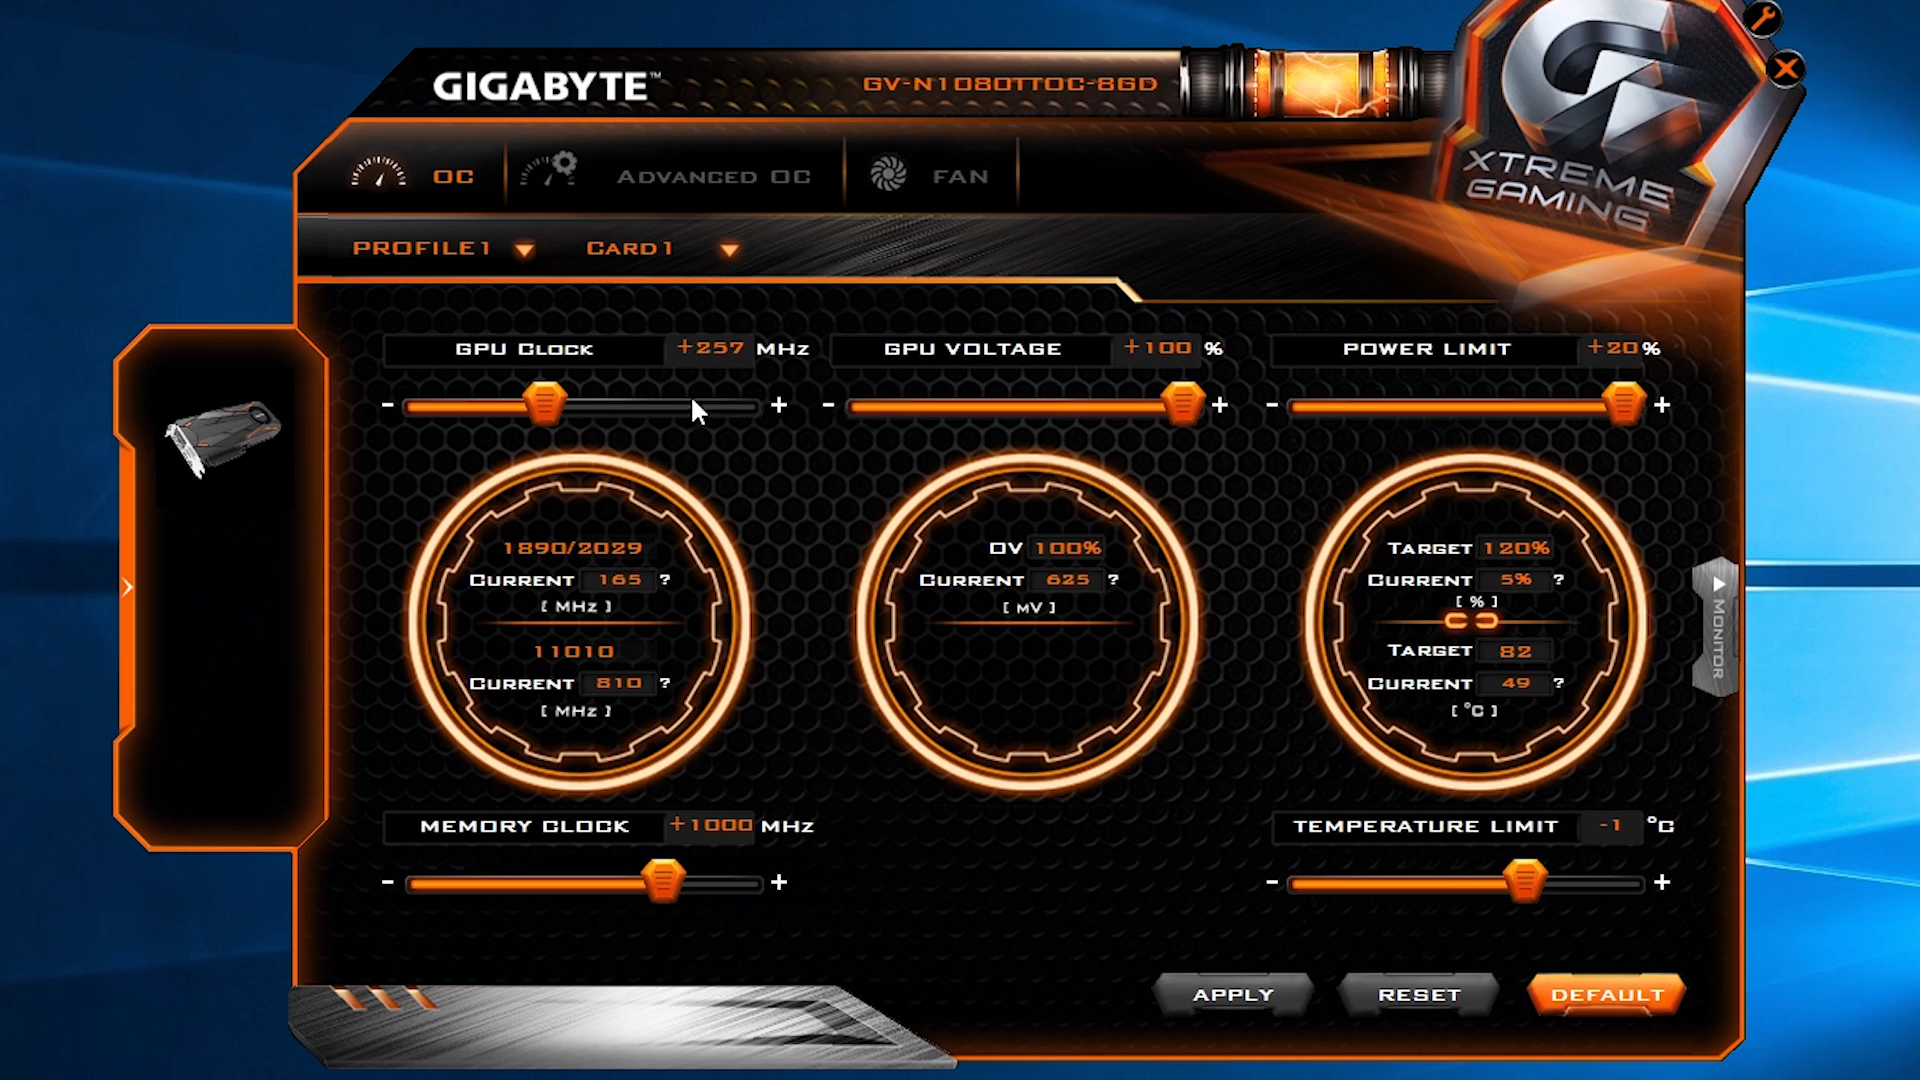 GIGABYTE™
GV-N1080TTOC-8GD
XTREME
GAMING
OC
ADVANCED OC
FAN
PROFILE1
CARD1
GPU CLOCK +257 MHz
GPU VOLTAGE +100 %
POWER LIMIT +20 %
- +
- +
- +
1890/2029
CURRENT 165 ?
[ MHz ]
11010
CURRENT 810 ?
[ MHz ]
OV 100%
CURRENT 625 ?
[ MV ]
TARGET 120%
CURRENT 5% ?
[ % ]
TARGET 82
CURRENT 49 ?
[ °C ]
MONITOR
MEMORY CLOCK +1000 MHz
TEMPERATURE LIMIT -1 °C
- +
- +
APPLY
RESET
DEFAULT